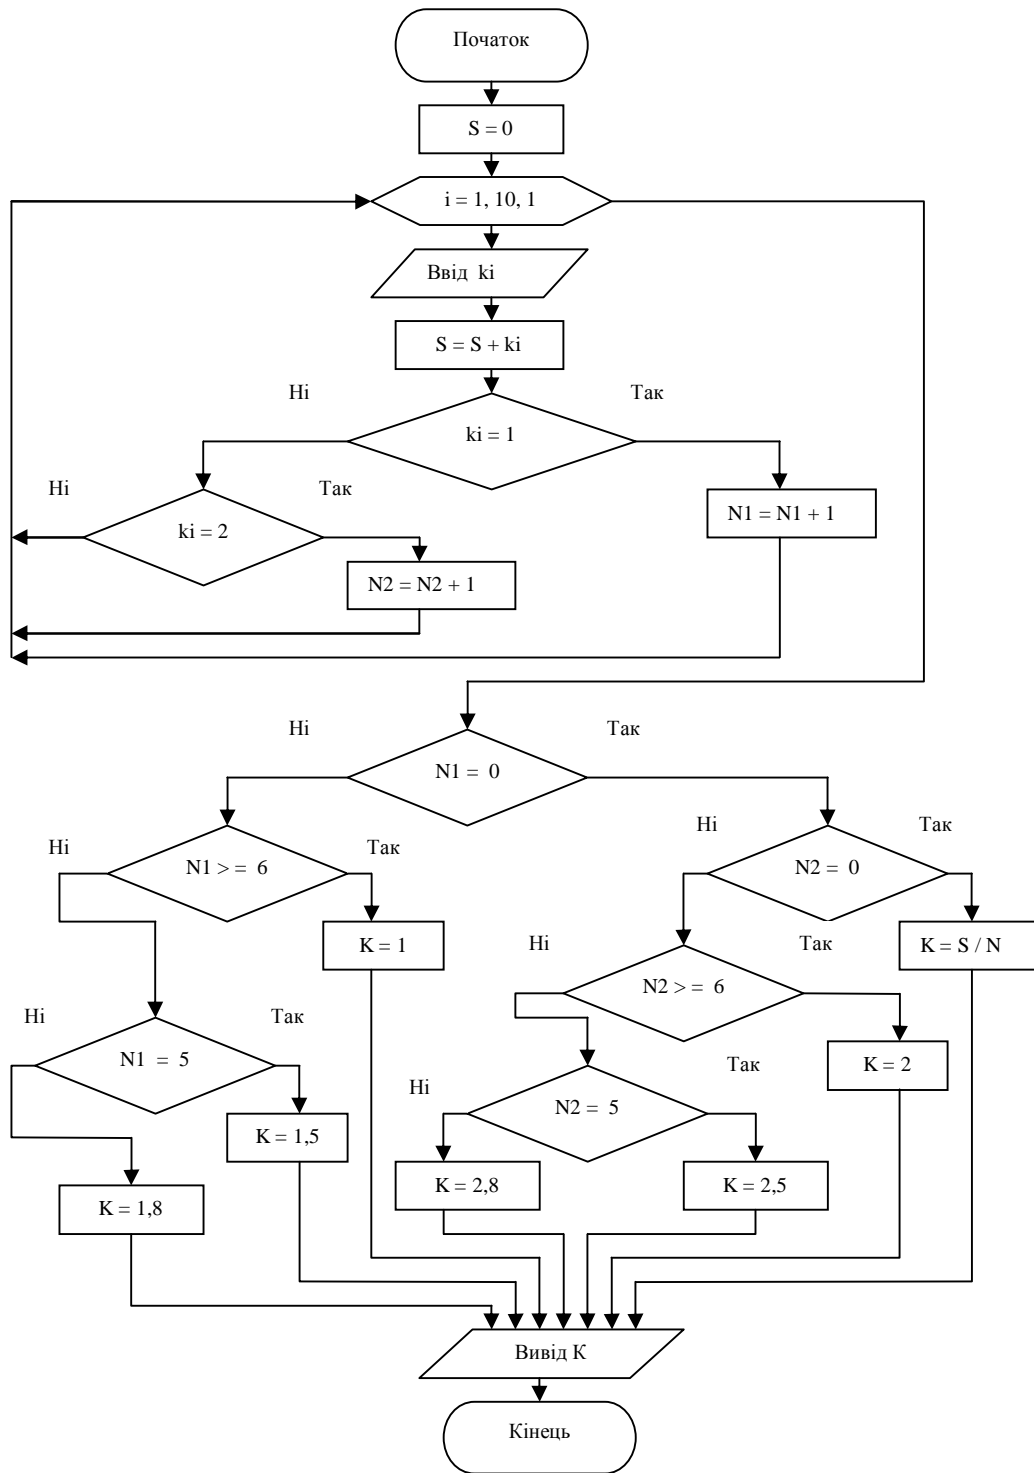 Початок
S = 0
i = 1, 10, 1
Ввід ki
S = S + ki
Ні
Так
ki = 1
Ні
Так
ki = 2
N1 = N1 + 1
N2 = N2 + 1
Ні
Так
N1 = 0
Ні
Так
N1 > = 6
Ні
Так
N2 = 0
K = 1
K = S / N
Ні
Так
N2 > = 6
Ні
Так
N1 = 5
K = 2
Ні
Так
N2 = 5
K = 1,5
K = 2,8
K = 2,5
K = 1,8
Вивід К
Кінець